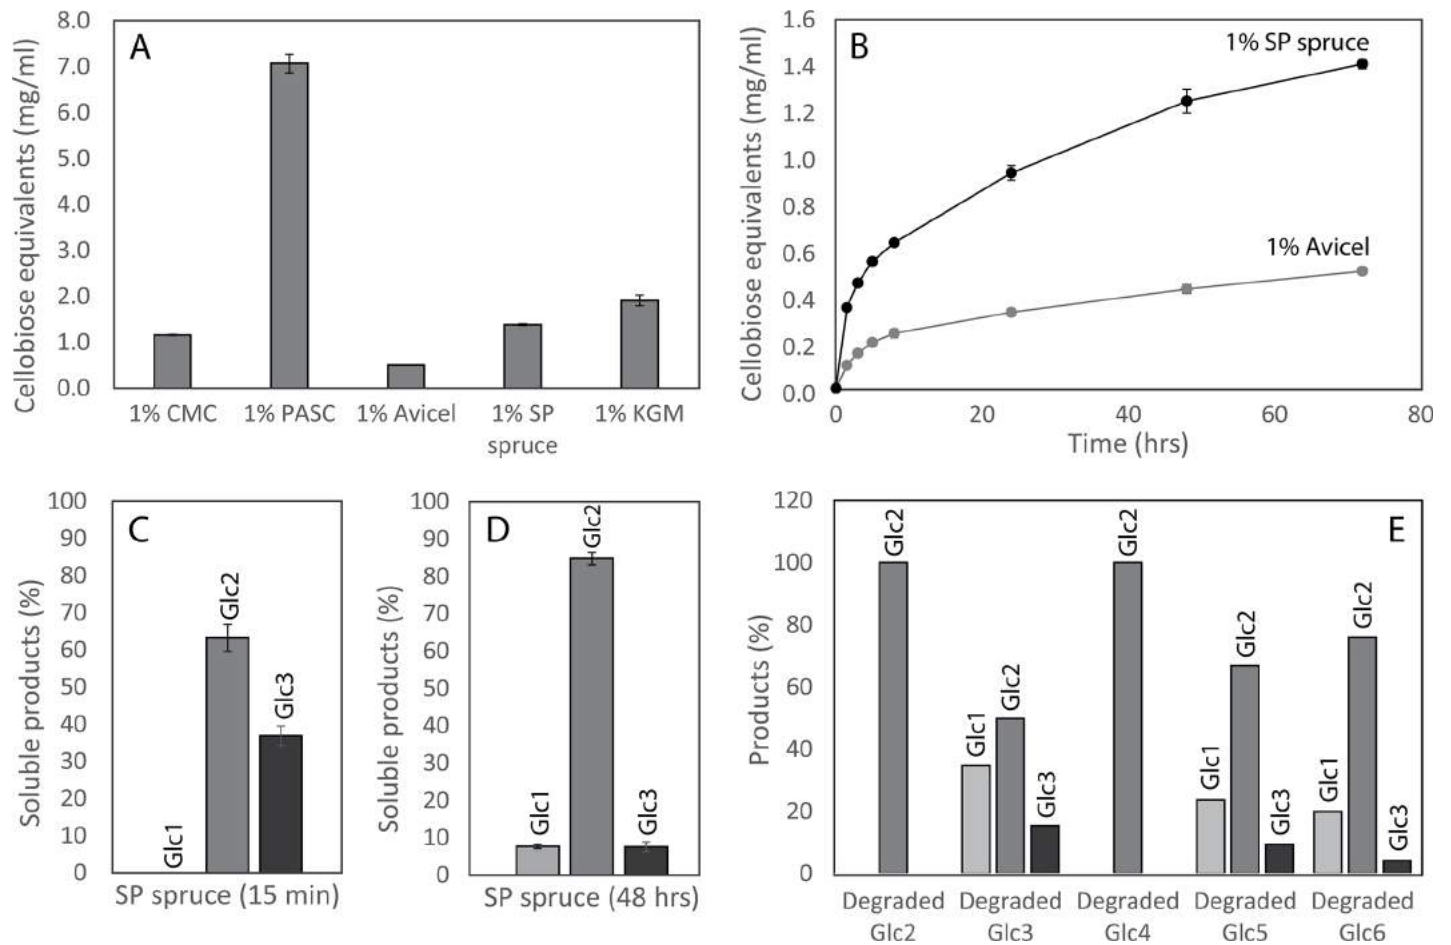 A
Cellobiose equivalents (mg/ml)
8.0
7.0
6.0
5.0
4.0
3.0
2.0
1.0
0.0
1% CMC 1% PASC 1% Avicel 1% SP 1% KGM
spruce
B
Cellobiose equivalents (mg/ml)
1.6
1.4
1.2
1.0
0.8
0.6
0.4
0.2
0.0
1% SP spruce
1% Avicel
0 20 40 60 80
Time (hrs)
C
Soluble products (%)
100
90
80
70
60
50
40
30
20
10
0
Glc1
Glc2
Glc3
SP spruce (15 min)
D
Soluble products (%)
100
90
80
70
60
50
40
30
20
10
0
Glc1
Glc2
Glc3
SP spruce (48 hrs)
E
Products (%)
120
100
80
60
40
20
0
Glc2
Glc1
Glc2
Glc3
Glc2
Glc1
Glc2
Glc3
Glc1
Glc2
Glc3
Degraded Degraded Degraded Degraded Degraded
Glc2 Glc3 Glc4 Glc5 Glc6